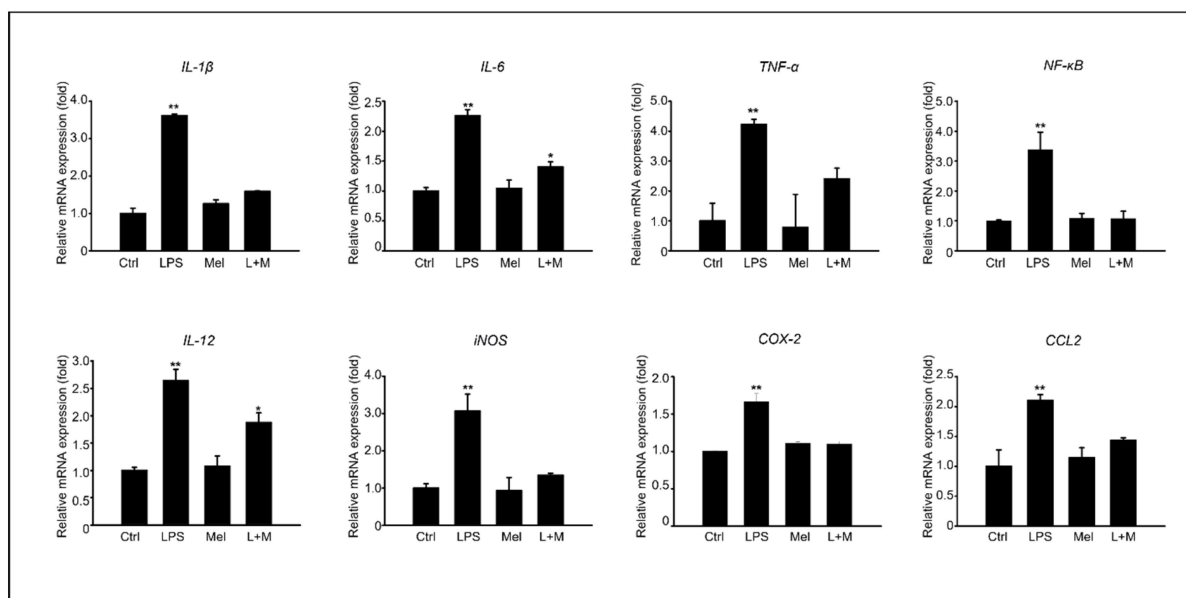 IL-1β
Relative mRNA expression (fold)
4.0
3.0
2.0
1.0
0
**
Ctrl LPS Mel L+M
IL-6
Relative mRNA expression (fold)
2.5
2.0
1.5
1.0
0.5
0
**
*
Ctrl LPS Mel L+M
TNF-α
Relative mRNA expression (fold)
5.0
4.0
3.0
2.0
1.0
0
**
Ctrl LPS Mel L+M
NF-κB
Relative mRNA expression (fold)
5.0
4.0
3.0
2.0
1.0
0
**
Ctrl LPS Mel L+M
IL-12
Relative mRNA expression (fold)
3.0
2.5
2.0
1.5
1.0
0.5
0
**
*
Ctrl LPS Mel L+M
iNOS
Relative mRNA expression (fold)
4.0
3.0
2.0
1.0
0
**
Ctrl LPS Mel L+M
COX-2
Relative mRNA expression (fold)
2.0
1.5
1.0
0.5
0
**
Ctrl LPS Mel L+M
CCL2
Relative mRNA expression (fold)
2.5
2.0
1.5
1.0
0.5
0
**
Ctrl LPS Mel L+M